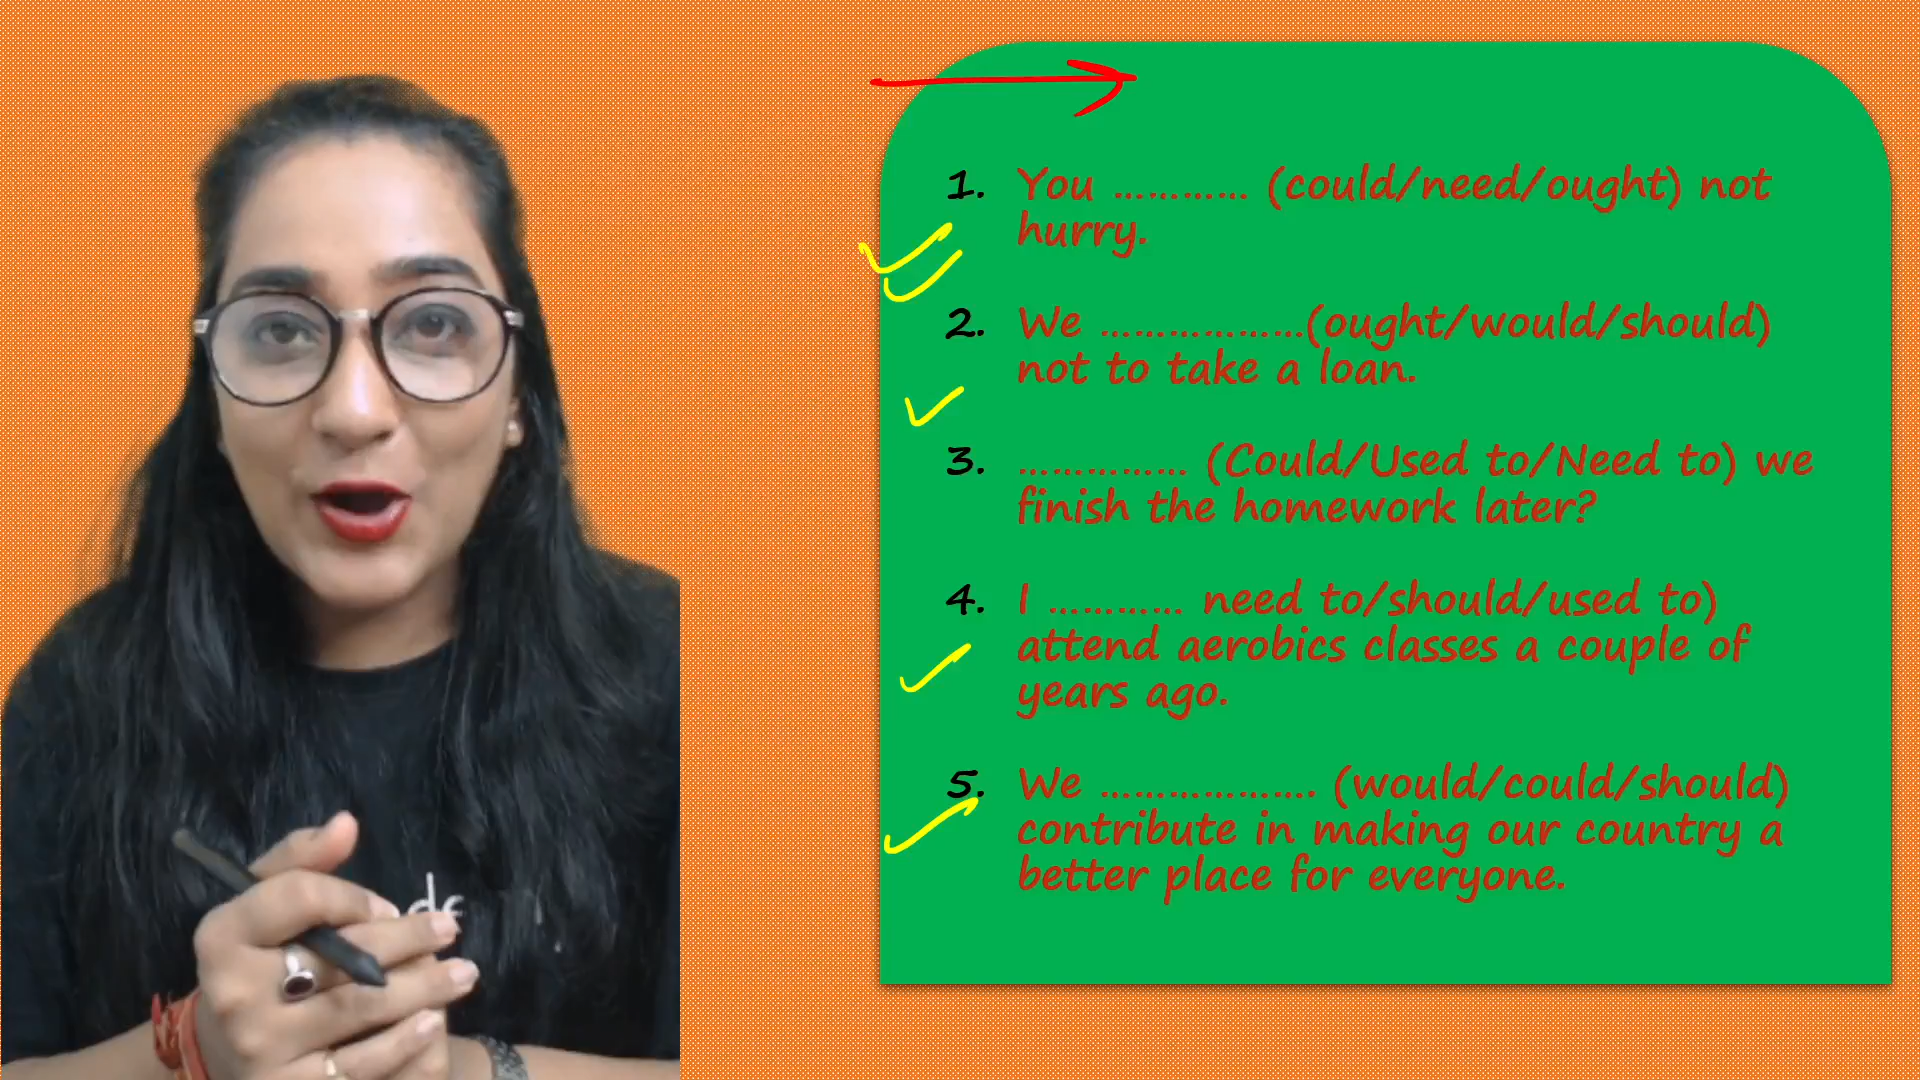 1. You ............ (could/need/ought) not
hurry.
2. We ..................(ought/would/should)
not to take a loan.
3. ............... (Could/Used to/Need to) we
finish the homework later?
4. I ............ need to/should/used to)
attend aerobics classes a couple of
years ago.
5. We ................... (would/could/should)
contribute in making our country a
better place for everyone.